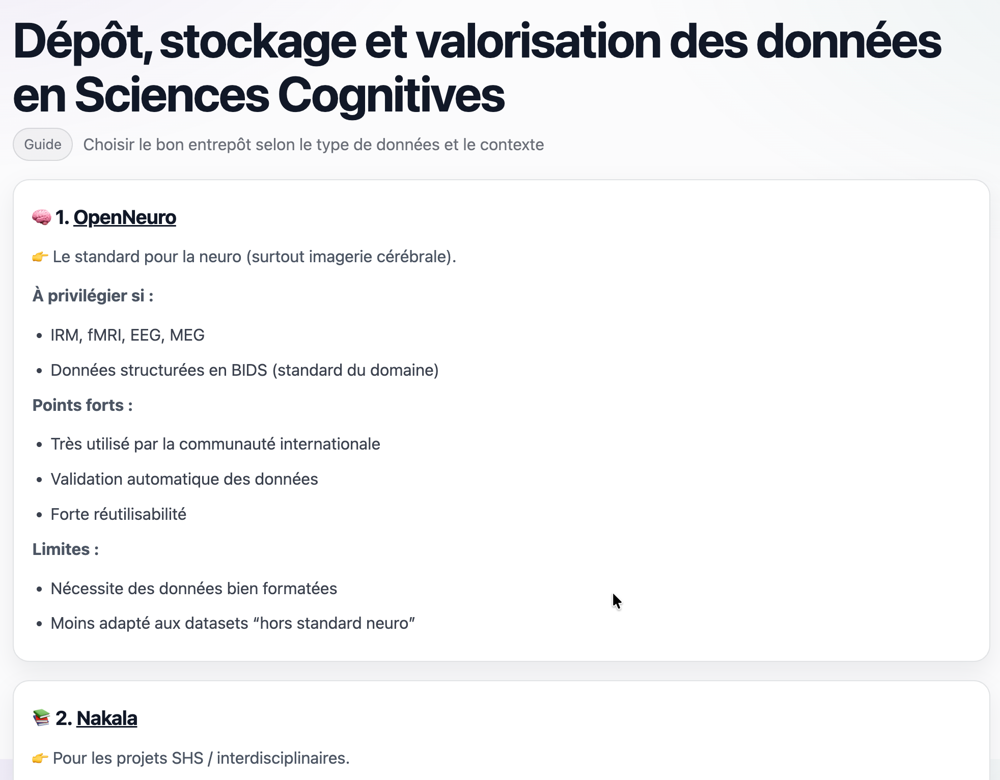 Dépôt, stockage et valorisation des données
en Sciences Cognitives
Guide Choisir le bon entrepôt selon le type de données et le contexte
🧠 1. OpenNeuro
👉 Le standard pour la neuro (surtout imagerie cérébrale).
À privilégier si :
• IRM, fMRI, EEG, MEG
• Données structurées en BIDS (standard du domaine)
Points forts :
• Très utilisé par la communauté internationale
• Validation automatique des données
• Forte réutilisabilité
Limites :
• Nécessite des données bien formatées
• Moins adapté aux datasets “hors standard neuro”
📚 2. Nakala
👉 Pour les projets SHS / interdisciplinaires.